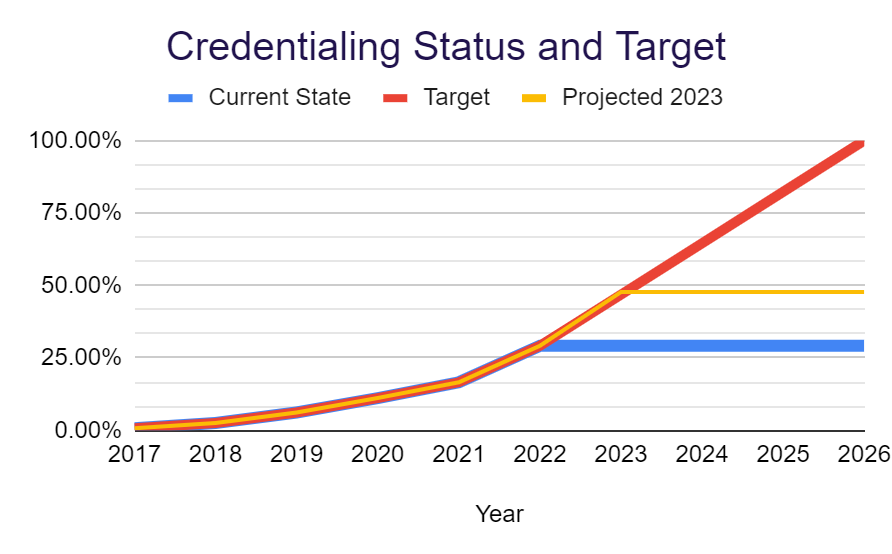 Credentialing Status and Target
Current State Target Projected 2023
100.00%
75.00%
50.00%
25.00%
0.00%
2017 2018 2019 2020 2021 2022 2023 2024 2025 2026
Year